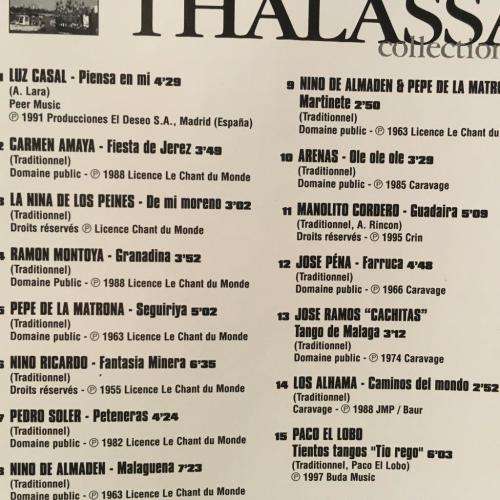 THALASSA
collection
LUZ CASAL - Piensa en mi 4'29
(A. Lara)
Peer Music
℗ 1991 Producciones El Deseo S.A., Madrid (España)
2 CARMEN AMAYA - Fiesta de Jerez 3'49
(Traditionnel)
Domaine public - ℗ 1988 Licence Le Chant du Monde
3 LA NINA DE LOS PEINES - De mi moreno 3'02
(Traditionnel)
Droits réservés ℗ Licence Chant du Monde
4 RAMON MONTOYA - Granadina 3'52
(Traditionnel)
Domaine public - ℗ 1988 Licence Le Chant du Monde
5 PEPE DE LA MATRONA - Seguiriya 5'02
(Traditionnel)
Domaine public - ℗ 1963 Licence Le Chant du Monde
6 NINO RICARDO - Fantasia Minera 6'35
(Traditionnel)
Droits réservés - ℗ 1955 Licence Le Chant du Monde
7 PEDRO SOLER - Peteneras 4'24
(Traditionnel)
Domaine public - ℗ 1982 Licence Le Chant du Monde
8 NINO DE ALMADEN - Malaguena 7'23
(Traditionnel)
Domaine public - ℗ 1963 Licence Le Chant du Monde
9 NINO DE ALMADEN & PEPE DE LA MATRO
Martinete 2'50
(Traditionnel)
Domaine public - ℗ 1963 Licence Le Chant du Mond
10 ARENAS - Ole ole ole 3'29
(Traditionnel)
Domaine public - ℗ 1985 Caravage
11 MANOLITO CORDERO - Guadaira 5'09
(Traditionnel, A. Rincon)
Droits réservés - ℗ 1995 Crin
12 JOSE PÉNA - Farruca 4'48
(Traditionnel)
Domaine public - ℗ 1966 Caravage
13 JOSE RAMOS "CACHITAS"
Tango de Malaga 3'12
(Traditionnel)
Domaine public - ℗ 1974 Caravage
14 LOS ALHAMA - Caminos del mondo 2'52
(Traditionnel)
Caravage - ℗ 1988 JMP / Baur
15 PACO EL LOBO
Tientos tangos "Tio rego" 6'03
(Traditionnel, Paco El Lobo)
℗ 1997 Buda Music